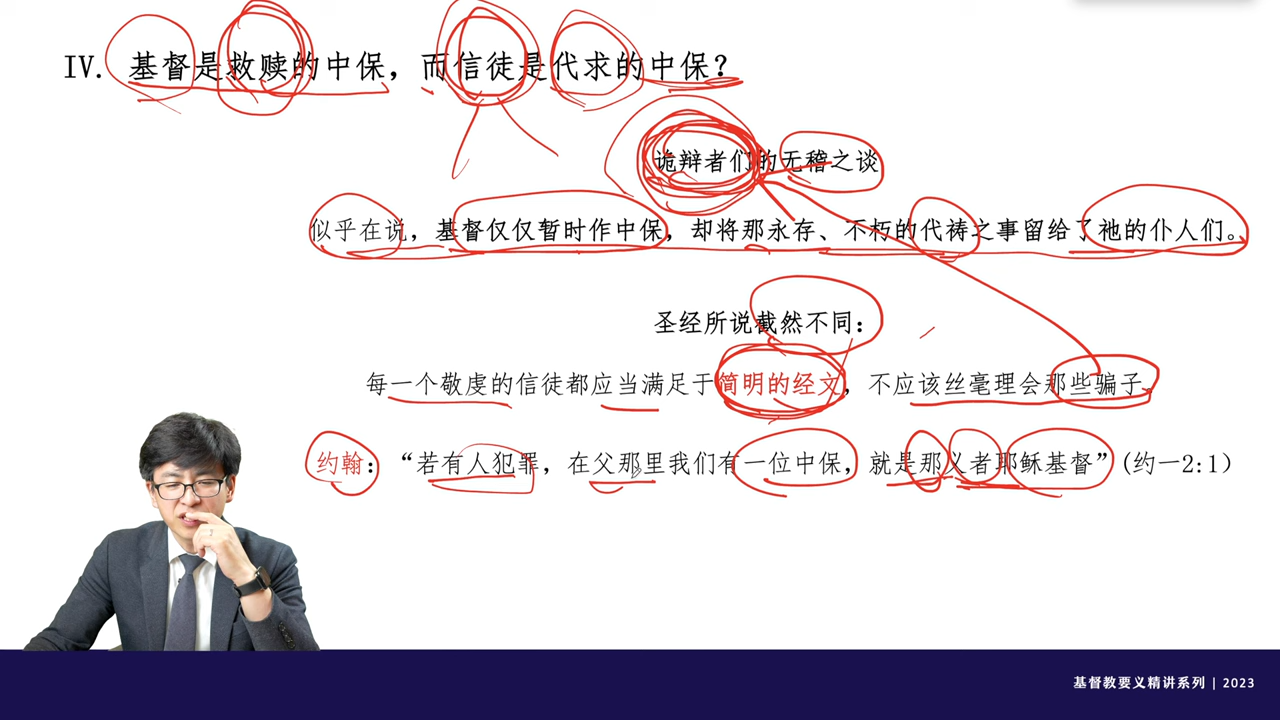 IV. 基督是救赎的中保，而信徒是代求的中保？
诡辩者们的无稽之谈
似乎在说，基督仅仅暂时作中保，却将那永存、不朽的代祷之事留给了祂的仆人们。
圣经所说截然不同：
每一个敬虔的信徒都应当满足于简明的经文，不应该丝毫理会那些骗子。
约翰：“若有人犯罪，在父那里我们有一位中保，就是那义者耶稣基督”(约一2:1）
基督教要义精讲系列 | 2023